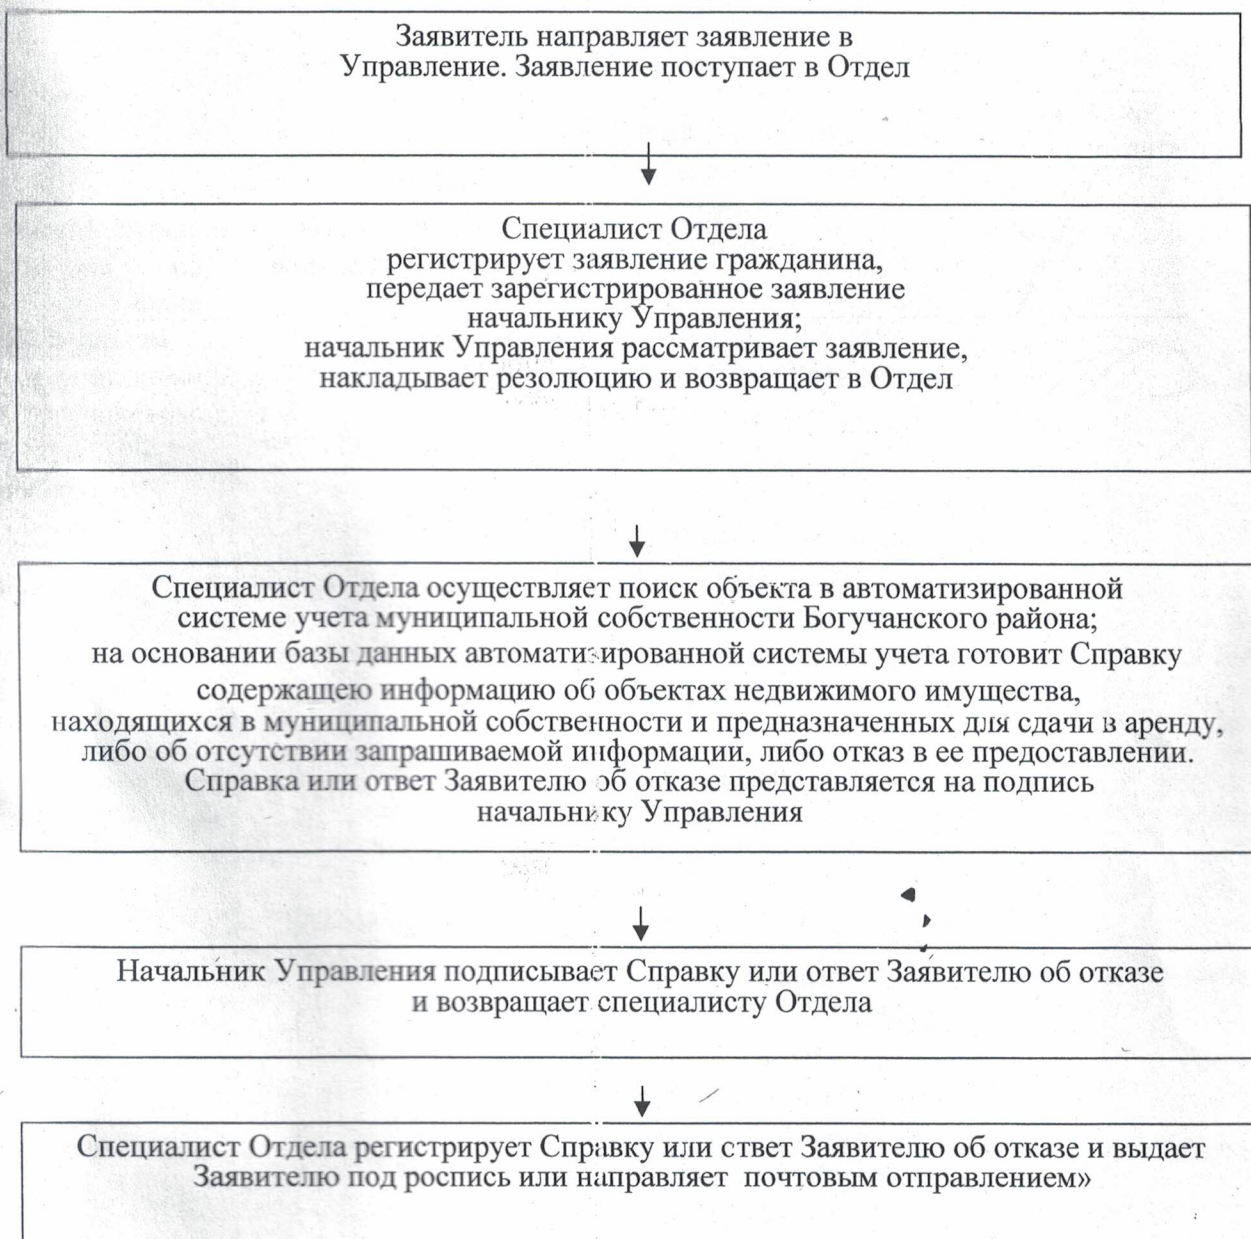 Заявитель направляет заявление в
Управление. Заявление поступает в Отдел
Специалист Отдела
регистрирует заявление гражданина,
передает зарегистрированное заявление
начальнику Управления;
начальник Управления рассматривает заявление,
накладывает резолюцию и возвращает в Отдел
Специалист Отдела осуществляет поиск объекта в автоматизированной
системе учета муниципальной собственности Богучанского района;
на основании базы данных автоматизированной системы учета готовит Справку
содержащею информацию об объектах недвижимого имущества,
находящихся в муниципальной собственности и предназначенных для сдачи в аренду,
либо об отсутствии запрашиваемой информации, либо отказ в ее предоставлении.
Справка или ответ Заявителю об отказе представляется на подпись
начальнику Управления
Начальник Управления подписывает Справку или ответ Заявителю об отказе
и возвращает специалисту Отдела
Специалист Отдела регистрирует Справку или ответ Заявителю об отказе и выдает
Заявителю под роспись или направляет почтовым отправлением»